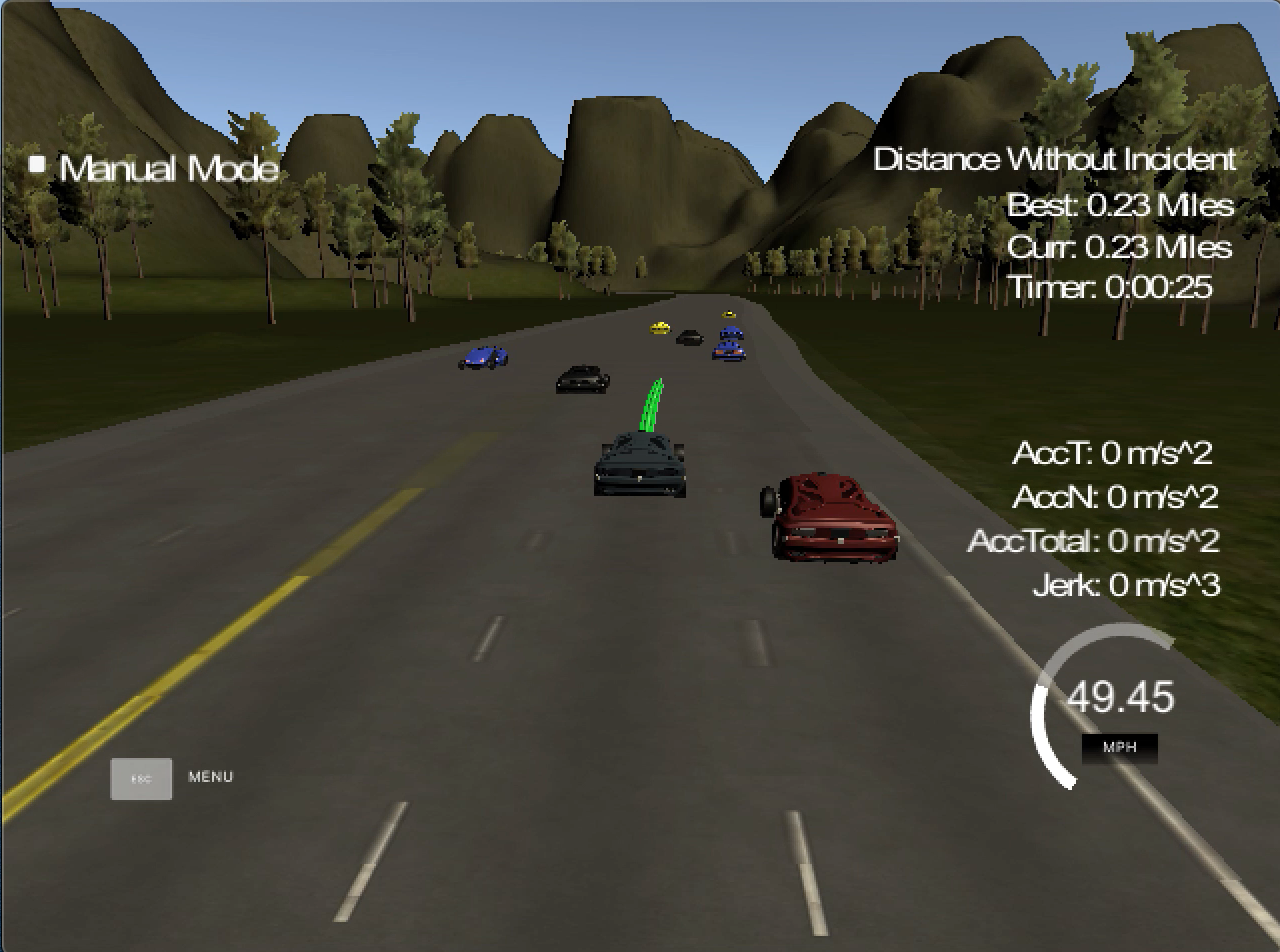 Manual Mode
Distance Without Incident
Best: 0.23 Miles
Curr: 0.23 Miles
Timer: 0:00:25
AccT: 0 m/s^2
AccN: 0 m/s^2
AccTotal: 0 m/s^2
Jerk: 0 m/s^3
49.45
MPH
ESC MENU